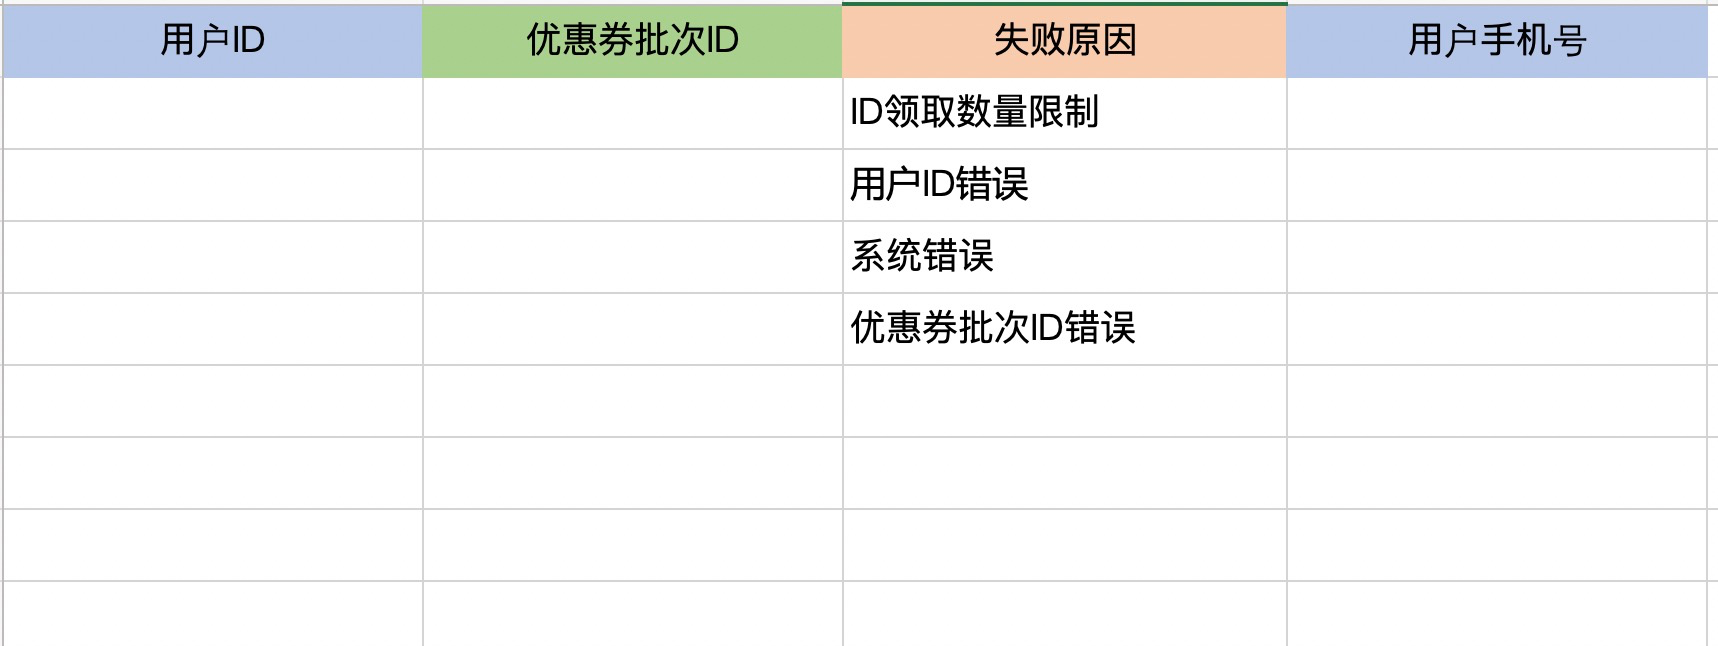 用户ID
优惠券批次ID
失败原因
用户手机号
ID领取数量限制
用户ID错误
系统错误
优惠券批次ID错误